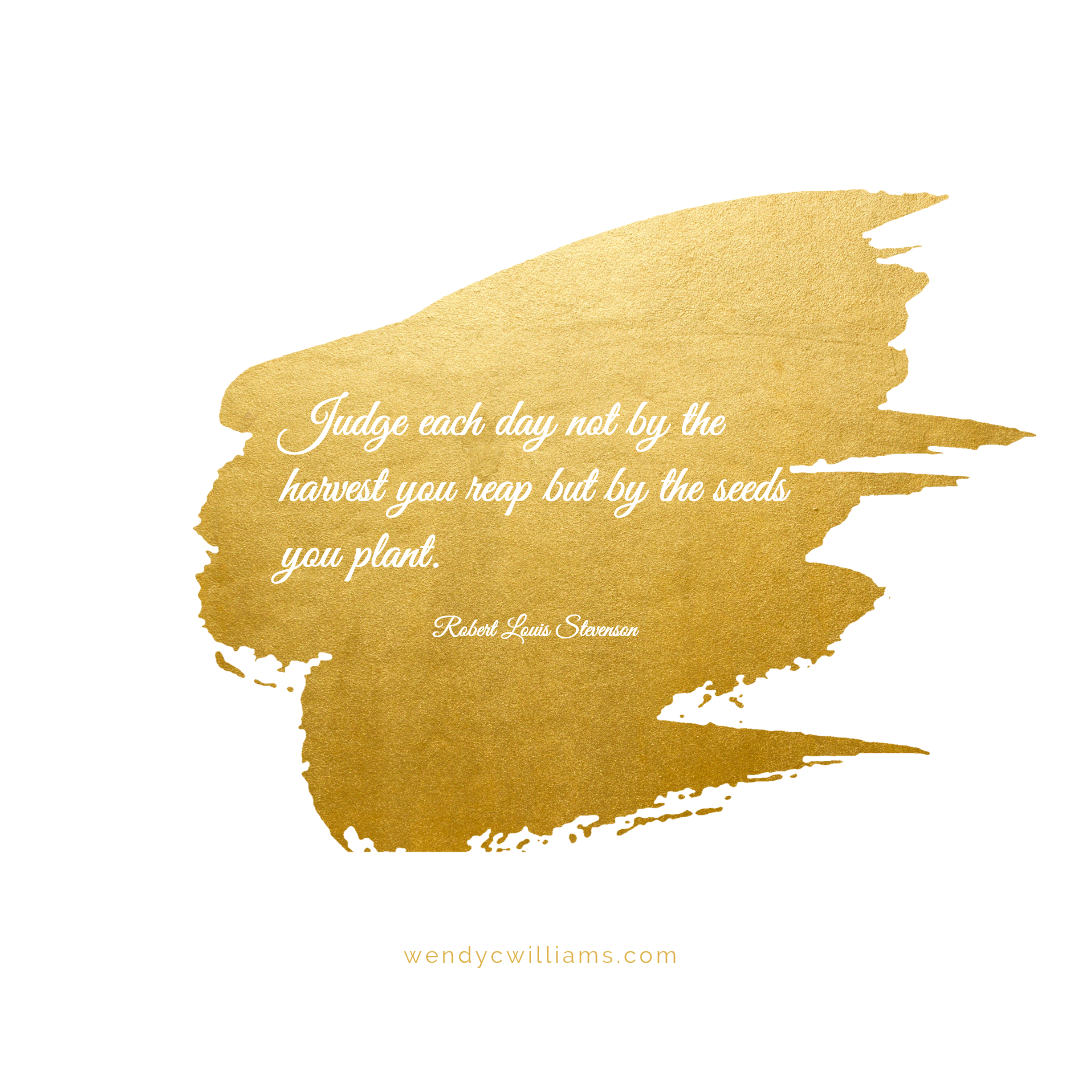 Judge each day not by the
harvest you reap but by the seeds
you plant.
Robert Louis Stevenson
wendycwilliams.com